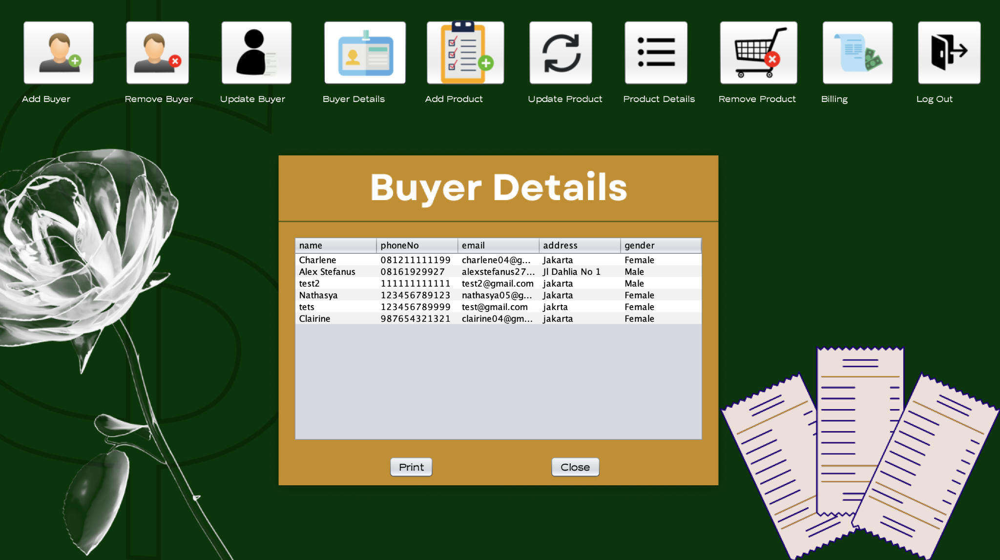 Add Buyer Remove Buyer Update Buyer Buyer Details Add Product Update Product Product Details Remove Product Billing Log Out
Buyer Details
name phoneNo email address gender
Charlene 081211111199 charlene04@g... Jakarta Female
Alex Stefanus 08161929927 alexstefanus27... Jl Dahlia No 1 Male
test2 111111111111 test2@gmail.com jakarta Male
Nathasya 123456789123 nathasya05@g... Jakarta Female
tets 123456789999 test@gmail.com jakrta Female
Clairine 987654321321 clairine04@gm... jakarta Female
Print Close